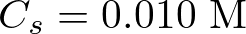 C_s = 0.010 M